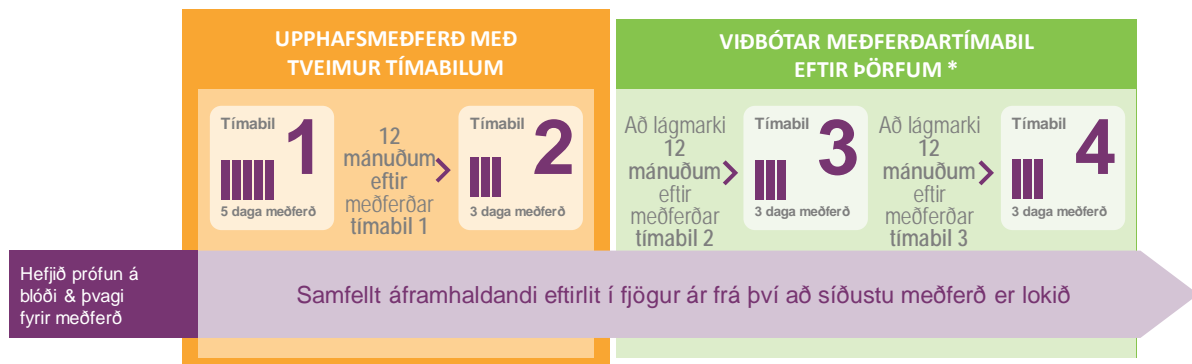 UPPHAFSMEÐFERÐ MEÐ
TVEIMUR TÍMABILUM
Tímabil 1
5 daga meðferð
12
mánuðum
eftir
meðferðar
tímabil 1
Tímabil 2
3 daga meðferð
VIÐBÓTAR MEÐFERÐARTÍMABIL
EFTIR ÞÖRFUM *
Að lágmarki
12
mánuðum
eftir
meðferðar
tímabil 2
Tímabil 3
3 daga meðferð
Að lágmarki
12
mánuðum
eftir
meðferðar
tímabil 3
Tímabil 4
3 daga meðferð
Hefjið prófun á
blóði & þvagi
fyrir meðferð
Samfellt áframhaldandi eftirlit í fjögur ár frá því að síðustu meðferð er lokið